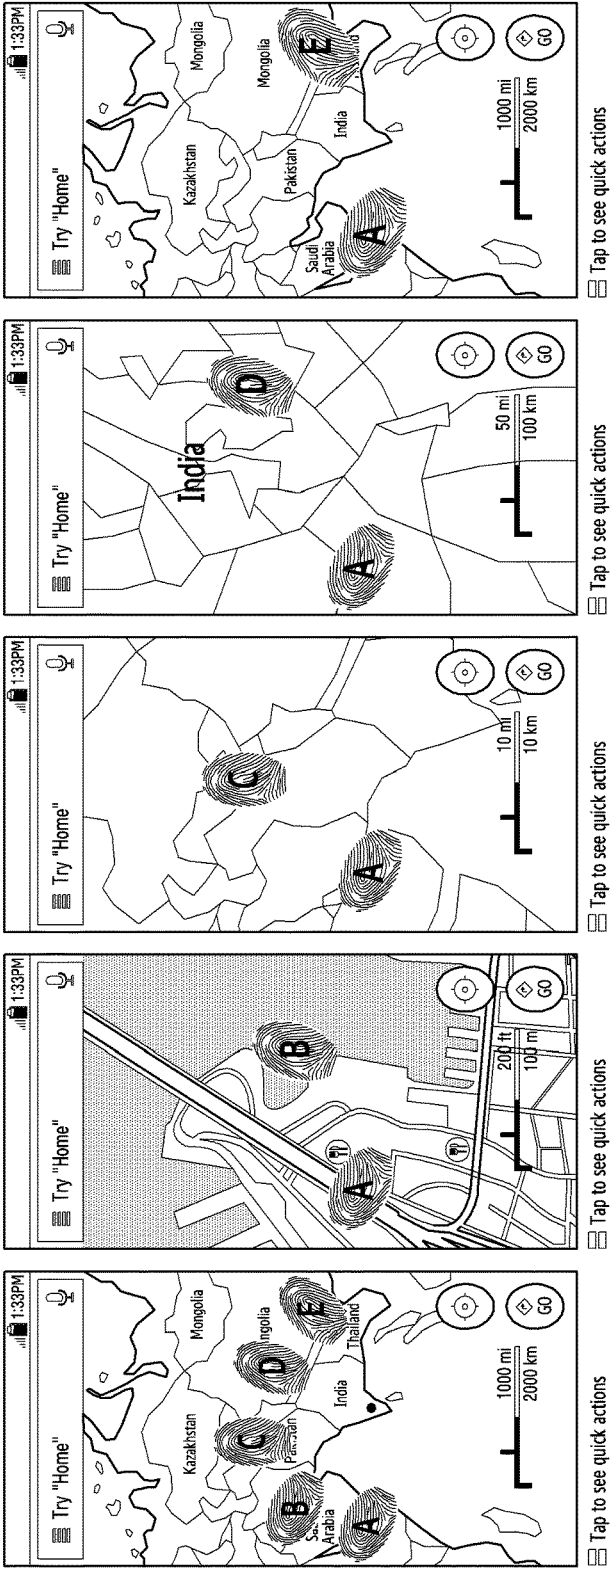 1:33PM
Try "Home"
Kazakhstan
Mongolia
ngolia
C
D
E
B
A
Arabia
India
Thailand
1000 mi
2000 km
GO
Tap to see quick actions
1:33PM
Try "Home"
B
A
200 ft
100 m
GO
Tap to see quick actions
1:33PM
Try "Home"
C
A
10 mi
10 km
GO
Tap to see quick actions
1:33PM
Try "Home"
India
D
A
50 mi
100 km
GO
Tap to see quick actions
1:33PM
Try "Home"
Mongolia
Kazakhstan
Mongolia
E
Pakistan
India
Saudi
Arabia
A
1000 mi
2000 km
GO
Tap to see quick actions